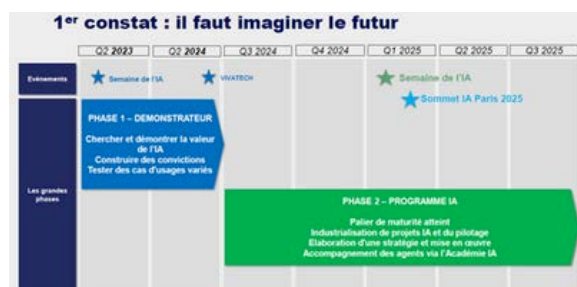 1er constat : il faut imaginer le futur
Q2 2023
Q2 2024
Q3 2024
Q4 2024
Q1 2025
Q2 2025
Q3 2025
Evénements
Semaine de l'IA
VIVATECH
Semaine de l'IA
Sommet IA Paris 2025
Les grandes
phases
PHASE 1 – DEMONSTRATEUR
Chercher et démontrer la valeur
de l'IA
Construire des convictions
Tester des cas d'usages variés
PHASE 2 – PROGRAMME IA
Palier de maturité atteint
Industrialisation de projets IA et du pilotage
Elaboration d'une stratégie et mise en œuvre
Accompagnement des agents via l'Académie IA